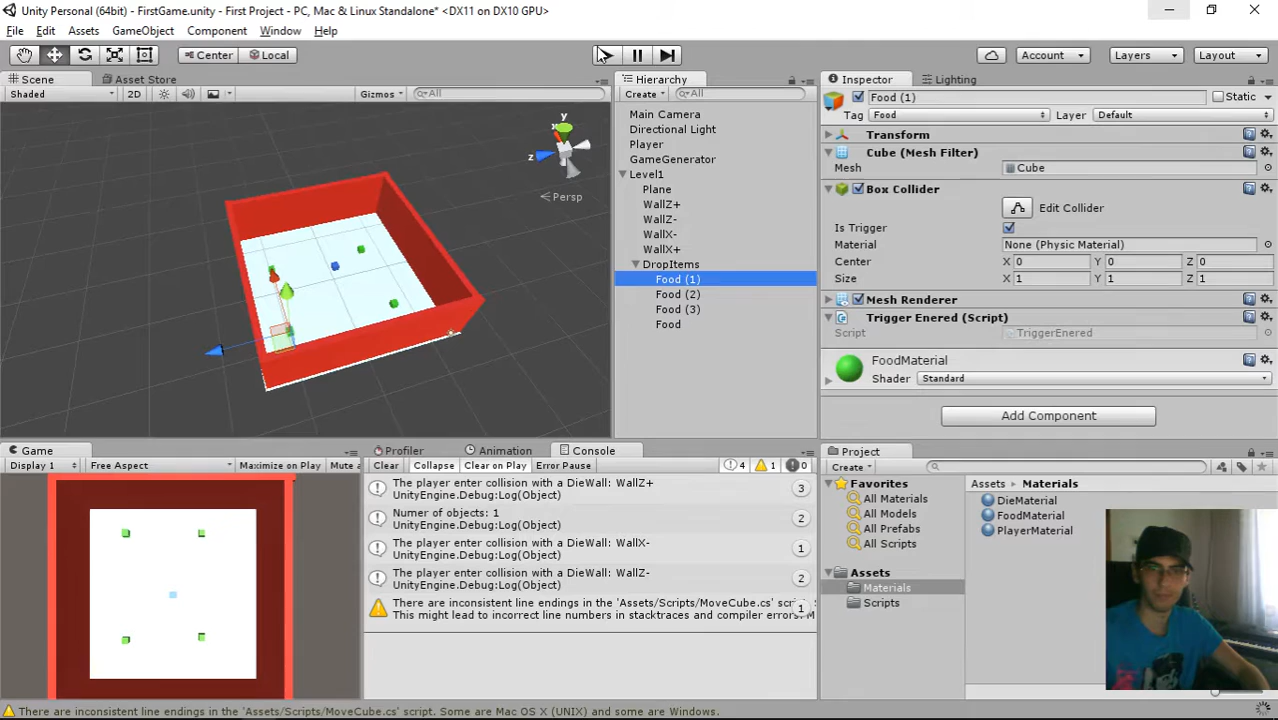 Unity Personal (64bit) - FirstGame.unity - First Project - PC, Mac & Linux Standalone* <DX11 on DX10 GPU>
File Edit Assets GameObject Component Window Help
Center Local Account Layers Layout
Scene Asset Store
Shaded 2D Gizmos All
y
x
z
Persp
Hierarchy
Create All
Main Camera
Directional Light
Player
GameGenerator
Level1
Plane
WallZ+
WallZ-
WallX-
WallX+
DropItems
Food (1)
Food (2)
Food (3)
Food
Inspector Lighting
Food (1) Static
Tag Food Layer Default
Transform
Cube (Mesh Filter)
Mesh Cube
Box Collider
Edit Collider
Is Trigger
Material None (Physic Material)
Center X 0 Y 0 Z 0
Size X 1 Y 1 Z 1
Mesh Renderer
Trigger Enered (Script)
Script TriggerEnered
FoodMaterial
Shader Standard
Add Component
Game
Display 1 Free Aspect Maximize on Play Mute a
Profiler Animation Console
Clear Collapse Clear on Play Error Pause 4 1 0
The player enter collision with a DieWall: WallZ+
UnityEngine.Debug:Log(Object)
3
Numer of objects: 1
UnityEngine.Debug:Log(Object)
2
The player enter collision with a DieWall: WallX-
UnityEngine.Debug:Log(Object)
1
The player enter collision with a DieWall: WallZ-
UnityEngine.Debug:Log(Object)
2
There are inconsistent line endings in the 'Assets/Scripts/MoveCube.cs' script.
This might lead to incorrect line numbers in stacktraces and compiler errors.
1
Project
Create
Favorites
All Materials
All Models
All Prefabs
All Scripts
Assets
Materials
Scripts
Assets Materials
DieMaterial
FoodMaterial
PlayerMaterial
There are inconsistent line endings in the 'Assets/Scripts/MoveCube.cs' script. Some are Mac OS X (UNIX) and some are Windows.